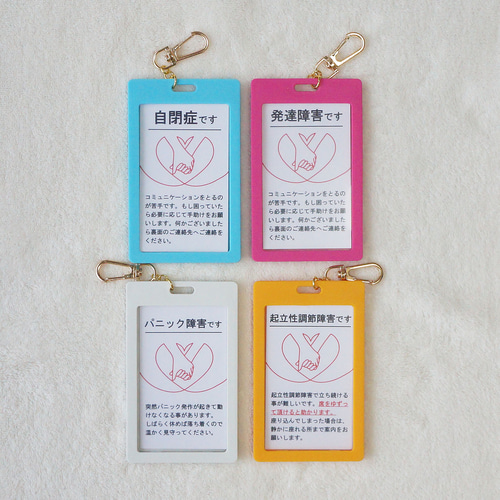 自閉症です
コミュニケーションをとるの
が苦手です。もし困っていた
ら必要に応じて手助けをお願
いします。何かございました
ら裏面のご連絡先へご連絡を
ください。
発達障害です
コミュニケーションをとるの
が苦手です。もし困っていた
ら必要に応じて手助けをお願
いします。何かございました
ら裏面のご連絡先へご連絡を
ください。
パニック障害です
突然パニック発作が起きて動
けなくなる事があります。
しばらく休めば落ち着くので
温かく見守ってください。
起立性調節障害です
起立性調節障害で立ち続ける
事が難しいです。席をゆずっ
て頂けると助かります。
座り込んでしまった場合は、
静かに座れる所まで案内をお
願いします。